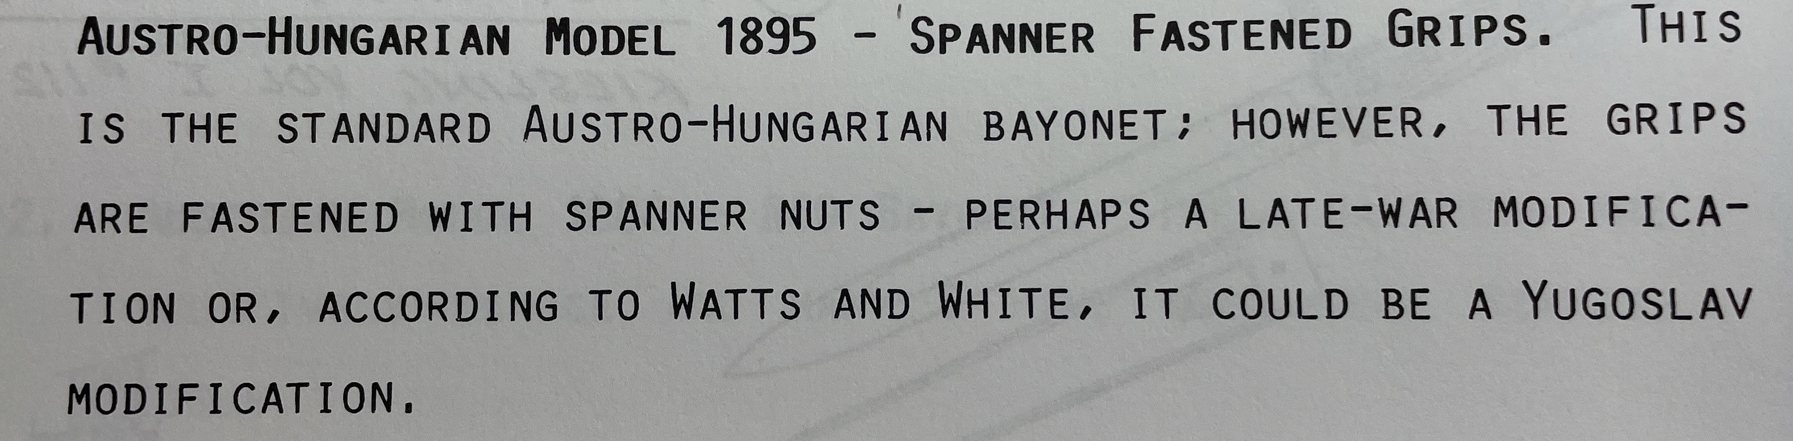 Austro-Hungarian Model 1895 - Spanner Fastened Grips. This
is the standard Austro-Hungarian bayonet; however, the grips
are fastened with spanner nuts - perhaps a late-war modifica-
tion or, according to Watts and White, it could be a Yugoslav
modification.